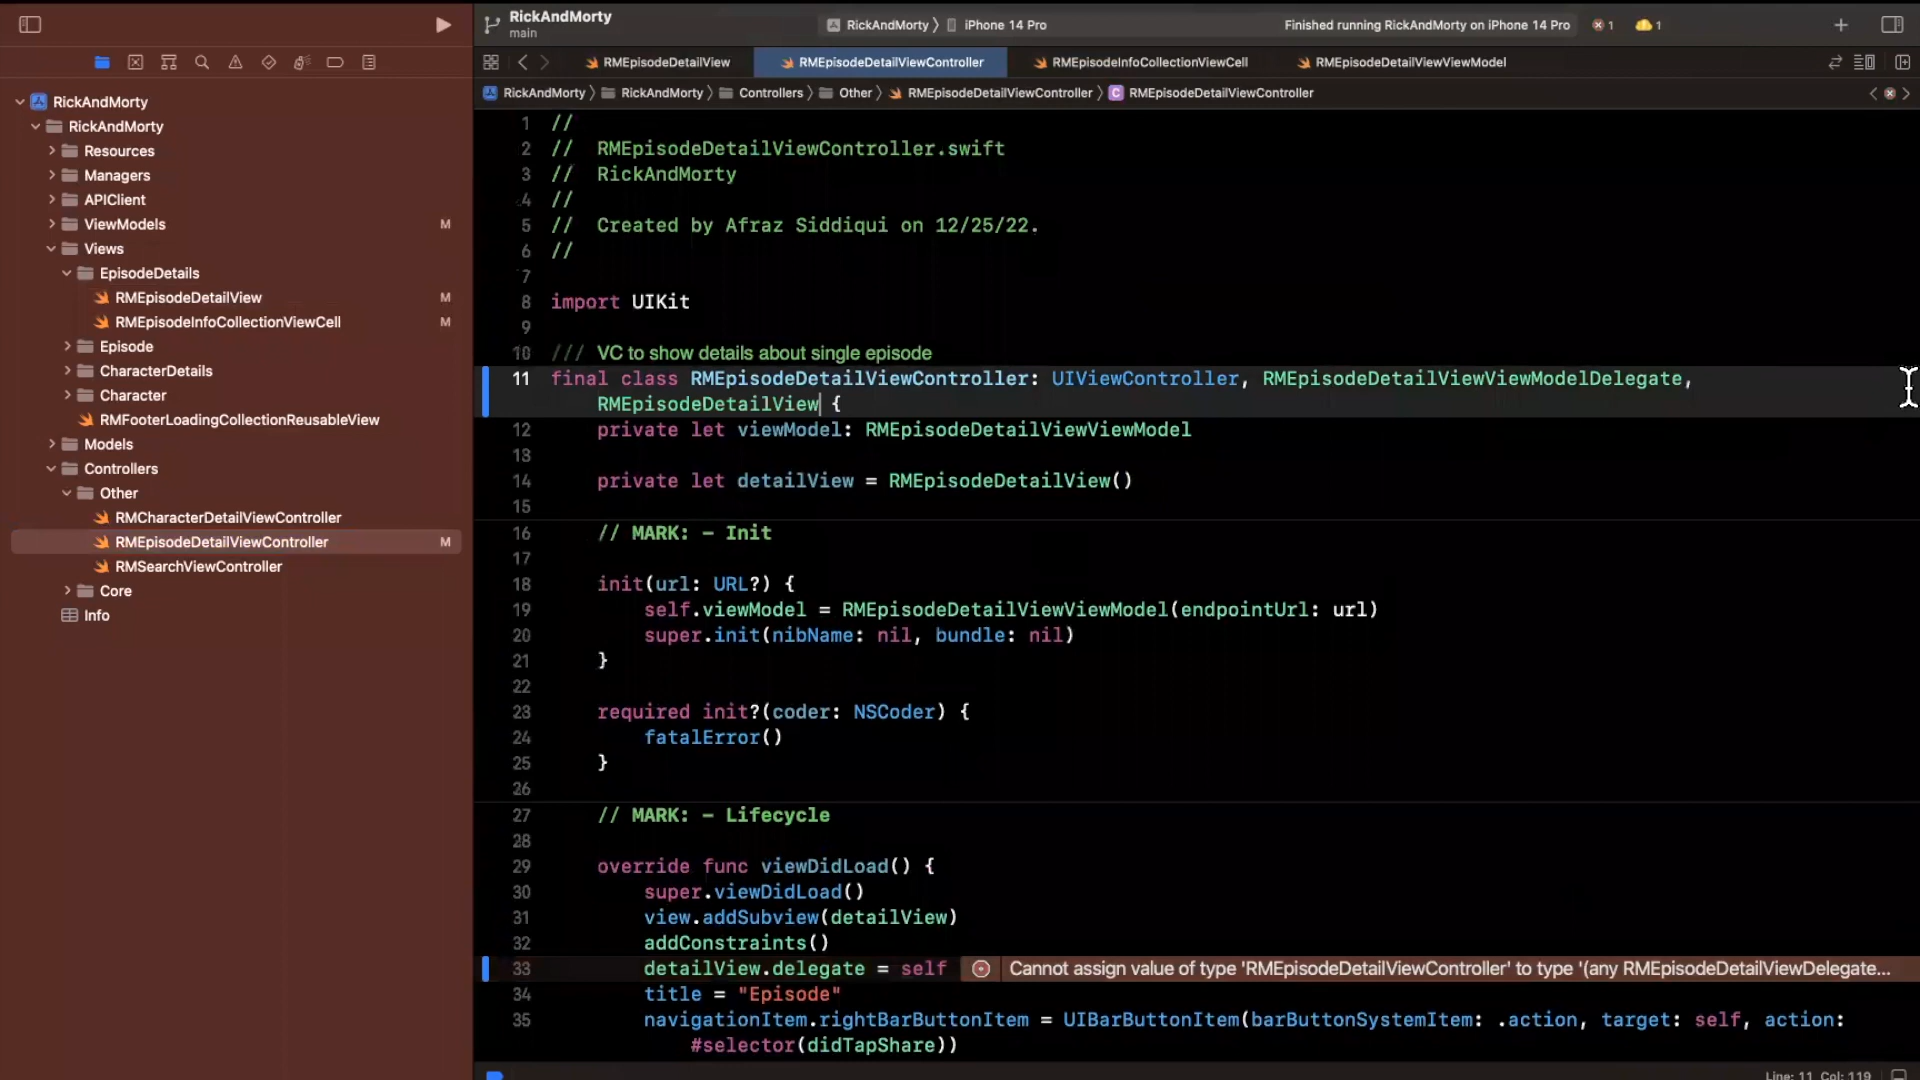 RickAndMorty
main
RickAndMorty
iPhone 14 Pro
Finished running RickAndMorty on iPhone 14 Pro
1
1
RMEpisodeDetailView
RMEpisodeDetailViewController
RMEpisodeInfoCollectionViewCell
RMEpisodeDetailViewViewModel
RickAndMorty
RickAndMorty
Controllers
Other
RMEpisodeDetailViewController
C
RMEpisodeDetailViewController
RickAndMorty
RickAndMorty
Resources
Managers
APIClient
ViewModels M
Views
EpisodeDetails
RMEpisodeDetailView M
RMEpisodeInfoCollectionViewCell M
Episode
CharacterDetails
Character
RMFooterLoadingCollectionReusableView
Models
Controllers
Other
RMCharacterDetailViewController
RMEpisodeDetailViewController M
RMSearchViewController
Core
Info
1 //
2 //  RMEpisodeDetailViewController.swift
3 //  RickAndMorty
4 //
5 //  Created by Afraz Siddiqui on 12/25/22.
6 //
7
8 import UIKit
9
10 /// VC to show details about single episode
11 final class RMEpisodeDetailViewController: UIViewController, RMEpisodeDetailViewViewModelDelegate,
RMEpisodeDetailView {
12     private let viewModel: RMEpisodeDetailViewViewModel
13
14     private let detailView = RMEpisodeDetailView()
15
16     // MARK: - Init
17
18     init(url: URL?) {
19         self.viewModel = RMEpisodeDetailViewViewModel(endpointUrl: url)
20         super.init(nibName: nil, bundle: nil)
21     }
22
23     required init?(coder: NSCoder) {
24         fatalError()
25     }
26
27     // MARK: - Lifecycle
28
29     override func viewDidLoad() {
30         super.viewDidLoad()
31         view.addSubview(detailView)
32         addConstraints()
33         detailView.delegate = self Cannot assign value of type 'RMEpisodeDetailViewController' to type '(any RMEpisodeDetailViewDelegate...
34         title = "Episode"
35         navigationItem.rightBarButtonItem = UIBarButtonItem(barButtonSystemItem: .action, target: self, action:
#selector(didTapShare))
Line: 11 Col: 119